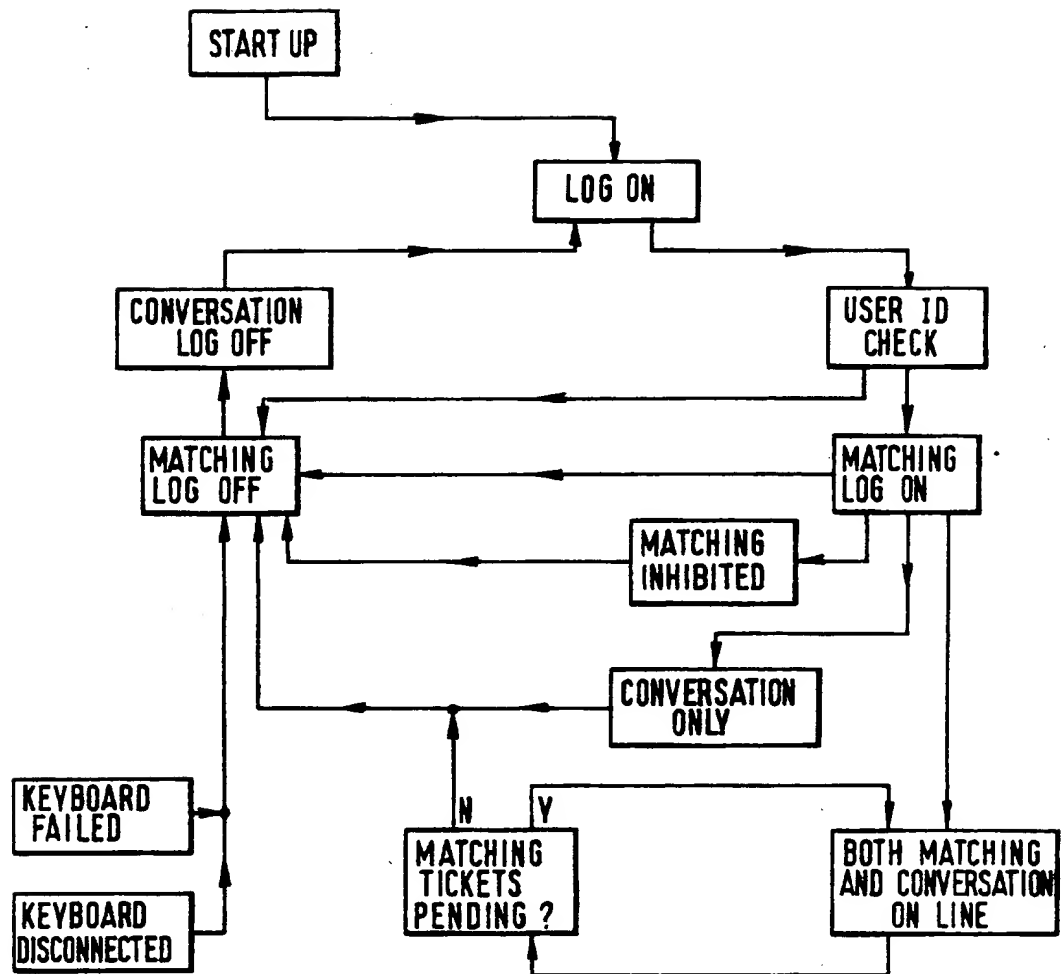 START UP
LOG ON
CONVERSATION
LOG OFF
USER ID
CHECK
MATCHING
LOG OFF
MATCHING
LOG ON
MATCHING
INHIBITED
CONVERSATION
ONLY
KEYBOARD
FAILED
N
Y
MATCHING
TICKETS
PENDING ?
BOTH MATCHING
AND CONVERSATION
ON LINE
KEYBOARD
DISCONNECTED